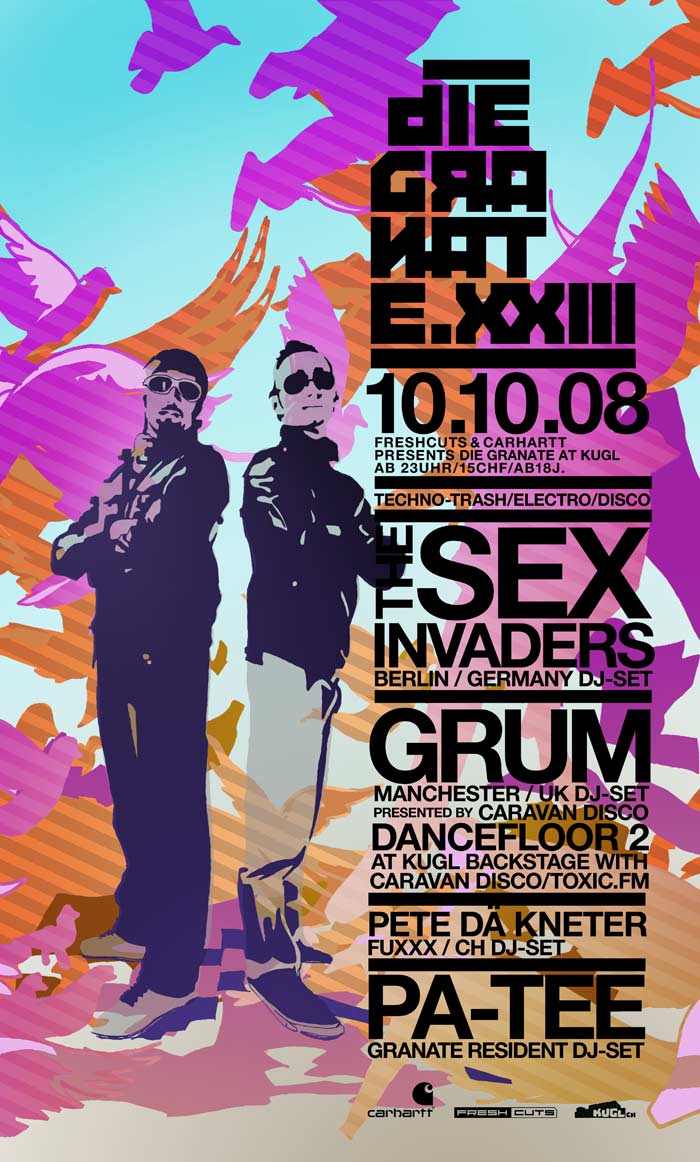 dIE
GRA
NAT
E.XXIII
10.10.08
FRESHCUTS & CARHARTT
PRESENTS DIE GRANATE AT KUGL
AB 23UHR/15CHF/AB18J.
TECHNO-TRASH/ELECTRO/DISCO
THE SEX
INVADERS
BERLIN / GERMANY DJ-SET
GRUM
MANCHESTER / UK DJ-SET
PRESENTED BY CARAVAN DISCO
DANCEFLOOR 2
AT KUGL BACKSTAGE WITH
CARAVAN DISCO/TOXIC.FM
PETE DÄ KNETER
FUXXX / CH DJ-SET
PA-TEE
GRANATE RESIDENT DJ-SET
carhartt FRESH CUTS KUGL.CH